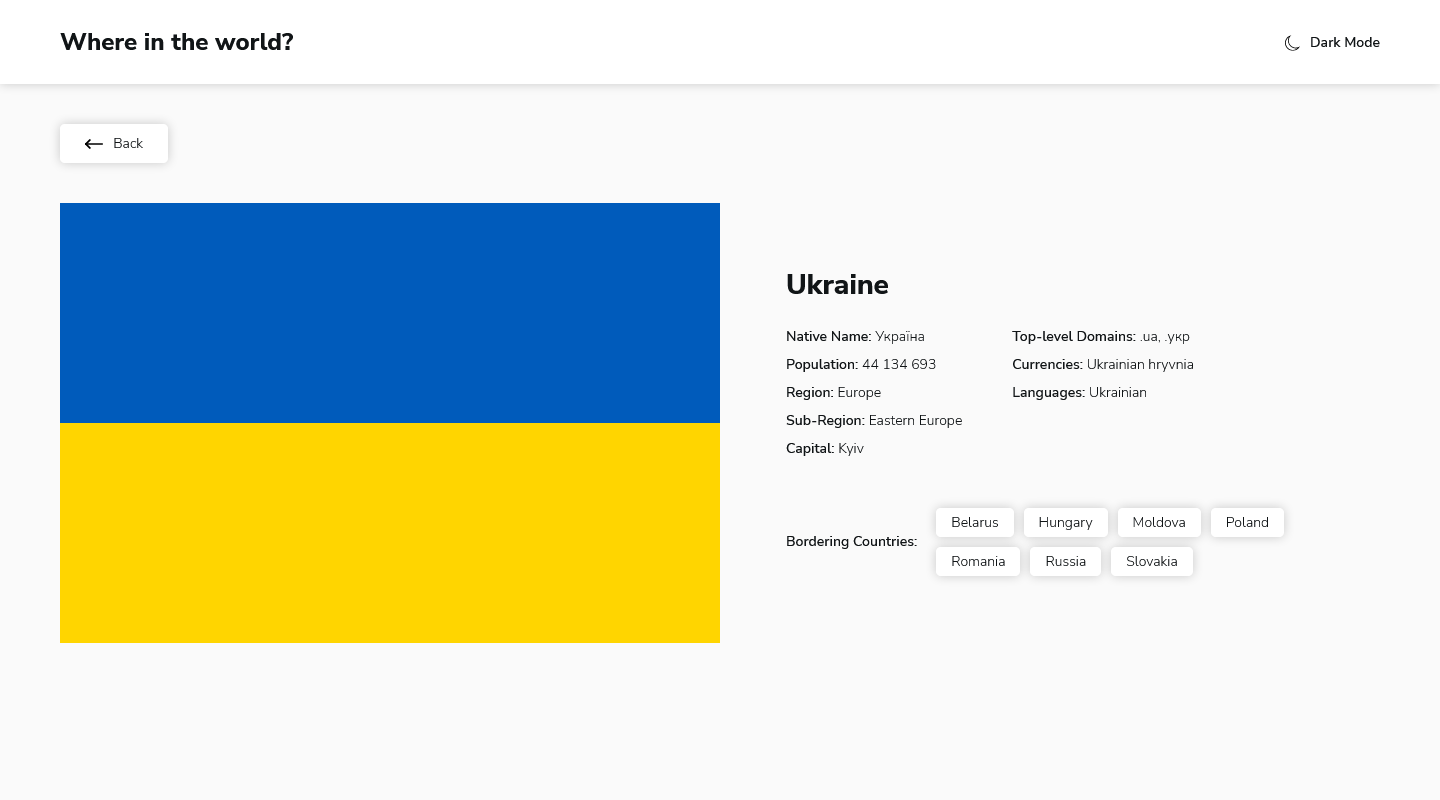 Where in the world?
Dark Mode
Back
Ukraine
Native Name: Україна
Population: 44 134 693
Region: Europe
Sub-Region: Eastern Europe
Capital: Kyiv
Top-level Domains: .ua, .укр
Currencies: Ukrainian hryvnia
Languages: Ukrainian
Bordering Countries:
Belarus Hungary Moldova Poland
Romania Russia Slovakia